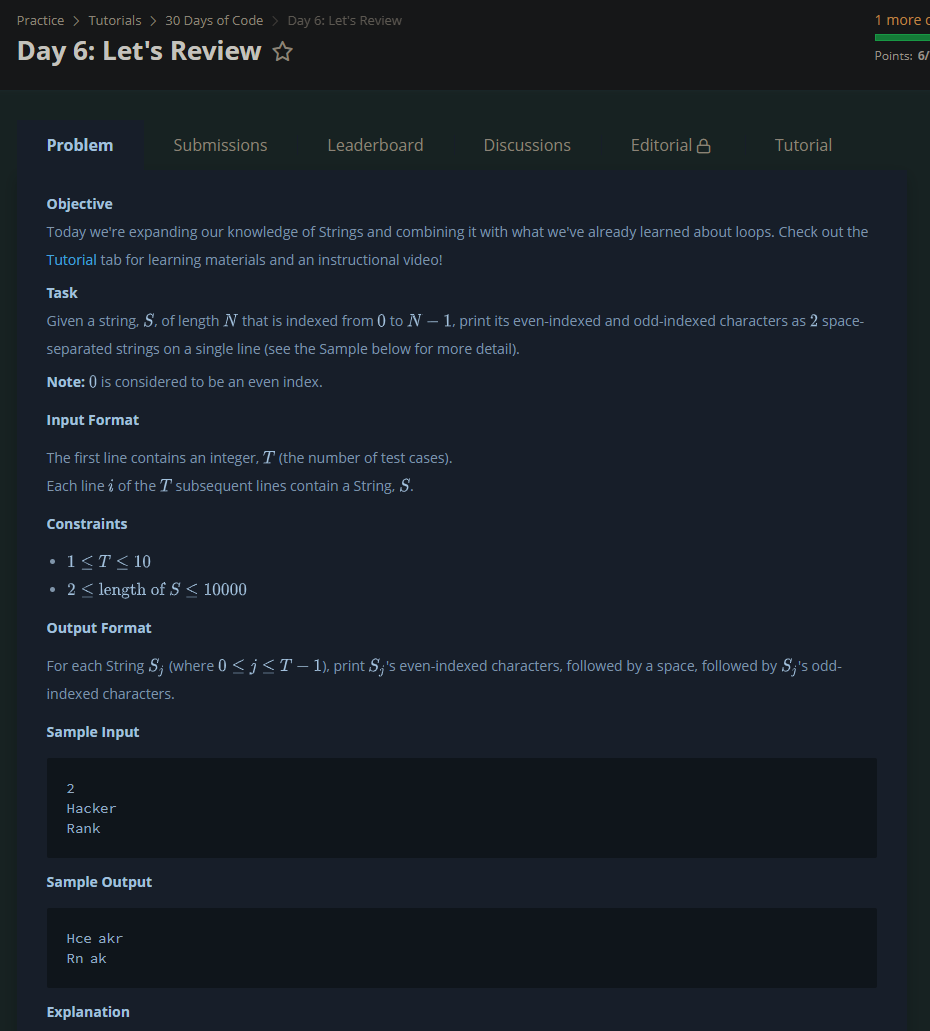 Practice > Tutorials > 30 Days of Code > Day 6: Let's Review
1 more
Day 6: Let's Review ☆
Points: 6/
Problem Submissions Leaderboard Discussions Editorial Tutorial
Objective
Today we're expanding our knowledge of Strings and combining it with what we've already learned about loops. Check out the
Tutorial tab for learning materials and an instructional video!
Task
Given a string, S, of length N that is indexed from 0 to N − 1, print its even-indexed and odd-indexed characters as 2 space-
separated strings on a single line (see the Sample below for more detail).
Note: 0 is considered to be an even index.
Input Format
The first line contains an integer, T (the number of test cases).
Each line i of the T subsequent lines contain a String, S.
Constraints
• 1 ≤ T ≤ 10
• 2 ≤ length of S ≤ 10000
Output Format
For each String S_j (where 0 ≤ j ≤ T − 1), print S_j's even-indexed characters, followed by a space, followed by S_j's odd-
indexed characters.
Sample Input
2
Hacker
Rank
Sample Output
Hce akr
Rn ak
Explanation